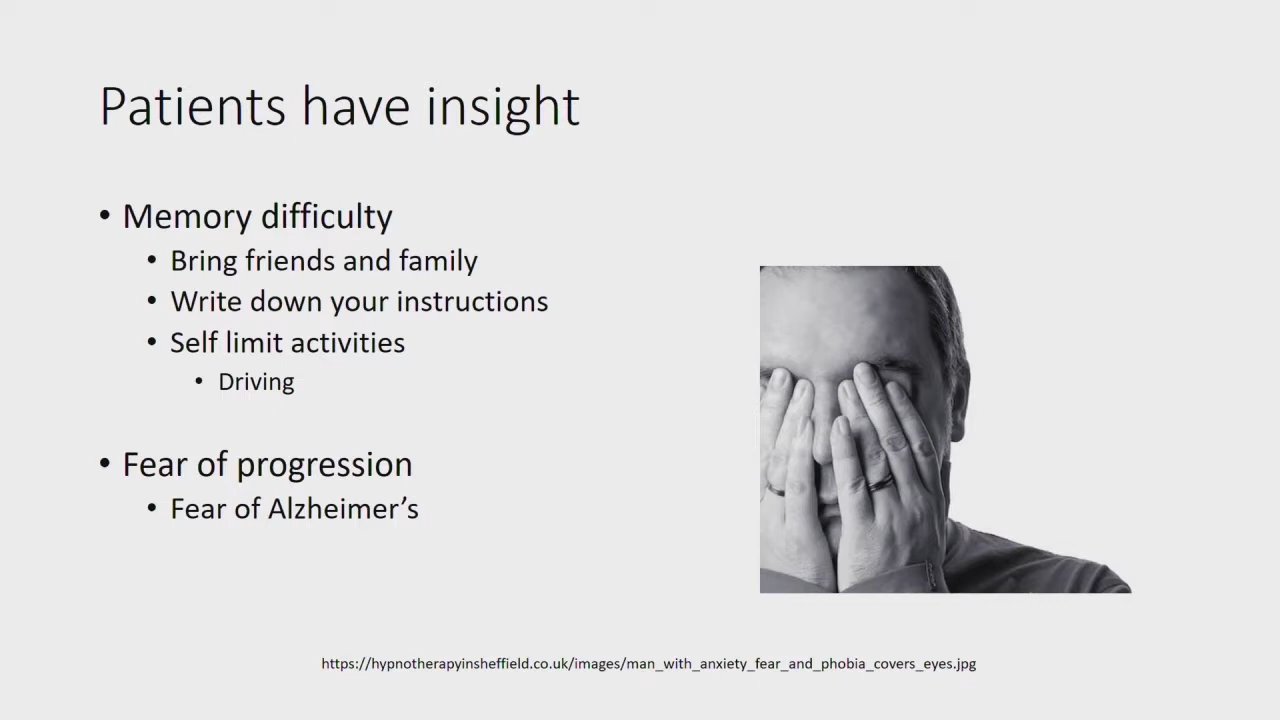 Patients have insight
• Memory difficulty
• Bring friends and family
• Write down your instructions
• Self limit activities
• Driving
• Fear of progression
• Fear of Alzheimer’s
https://hypnotherapyinsheffield.co.uk/images/man_with_anxiety_fear_and_phobia_covers_eyes.jpg